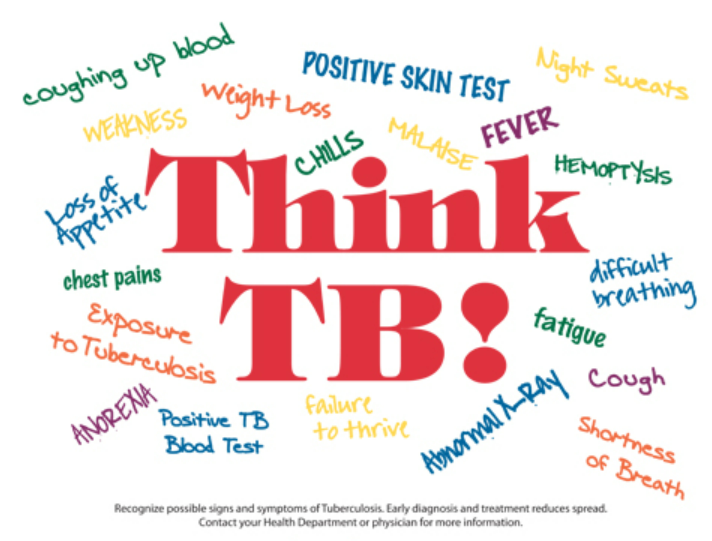 coughing up blood
POSITIVE SKIN TEST
Night Sweats
Weight Loss
WEAKNESS
CHILLS
MALAISE
FEVER
HEMOPTYSIS
Think
Loss of
Appetite
chest pains
difficult
breathing
TB!
Exposure
to Tuberculosis
fatigue
ANOREXIA
Positive TB
Blood Test
failure
to thrive
Abnormal X-RAY
Cough
Shortness
of Breath
Recognize possible signs and symptoms of Tuberculosis. Early diagnosis and treatment reduces spread.
Contact your Health Department or physician for more information.